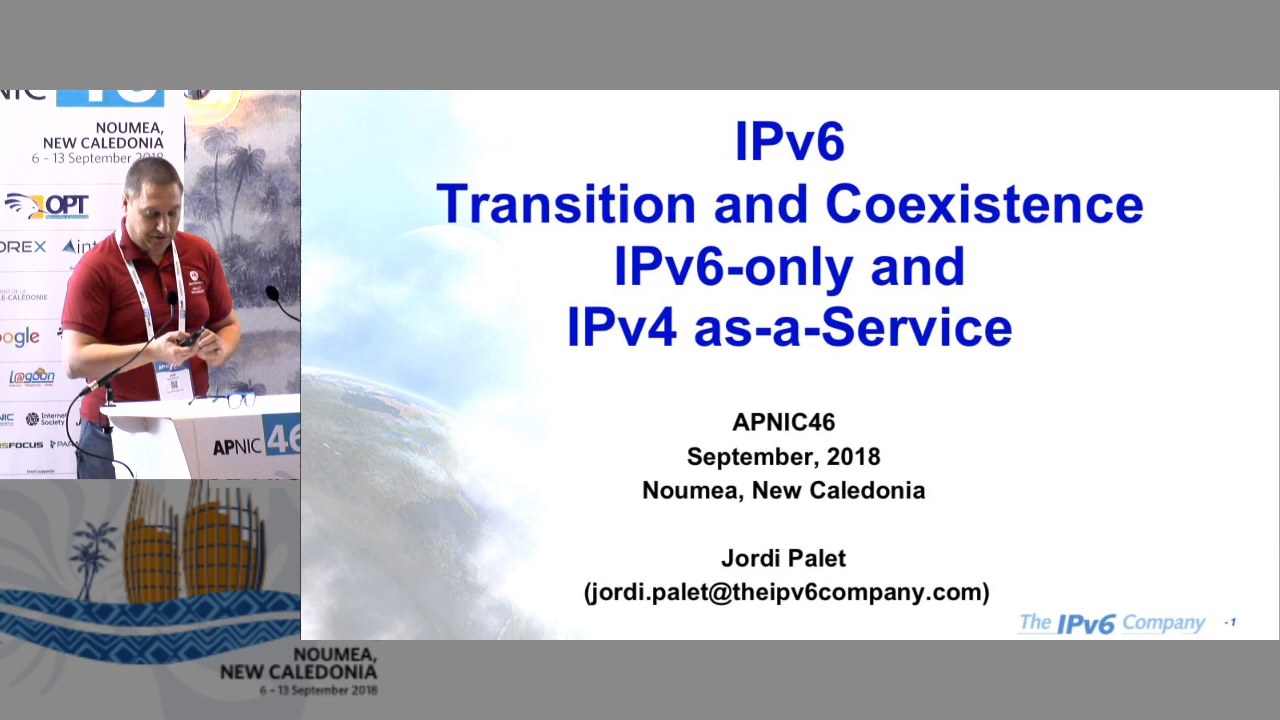 NOUMEA,
NEW CALEDONIA
6 – 13 September 2018
OPT
Lagoon
Internet
Society
APNIC 46
IPv6
Transition and Coexistence
IPv6-only and
IPv4 as-a-Service
APNIC46
September, 2018
Noumea, New Caledonia
Jordi Palet
(jordi.palet@theipv6company.com)
The IPv6 Company - 1
NOUMEA,
NEW CALEDONIA
6 – 13 September 2018